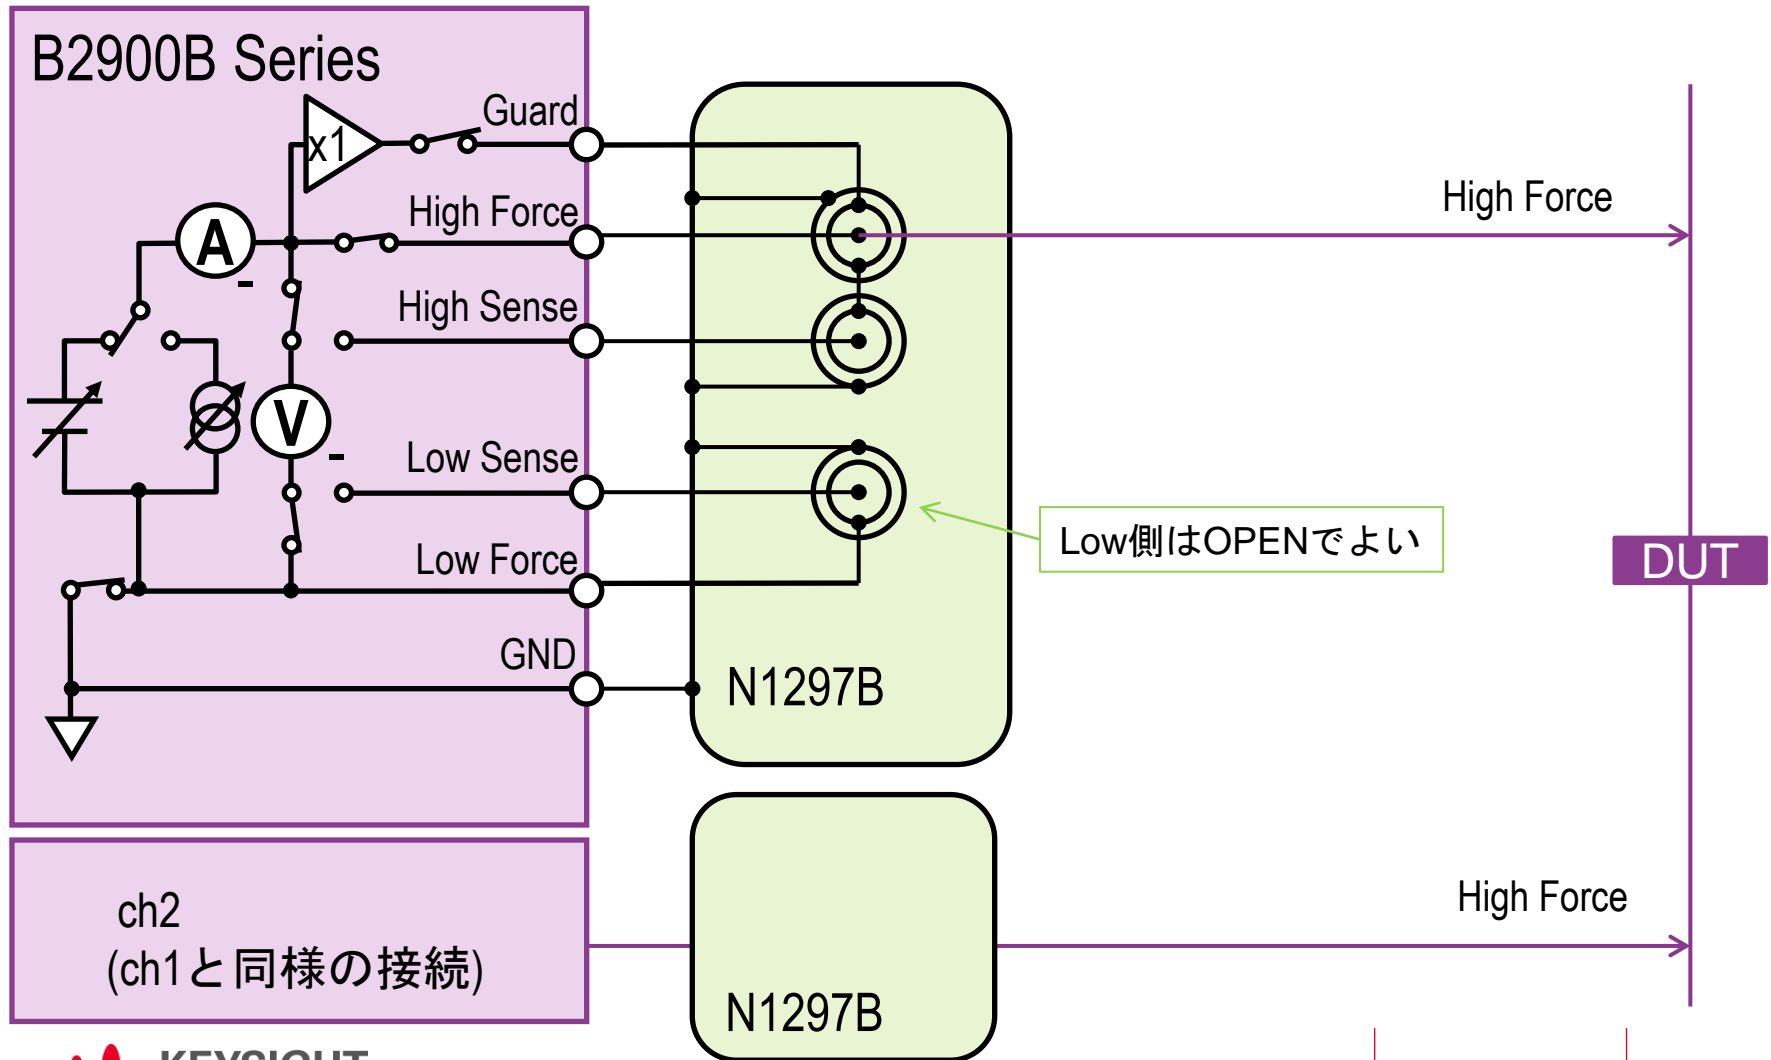 B2900B Series
Guard
x1
High Force
High Force
A
-
High Sense
V
-
Low Sense
Low側はOPENでよい
Low Force
DUT
GND
N1297B
ch2
(ch1と同様の接続)
High Force
N1297B
KEYSIGHT